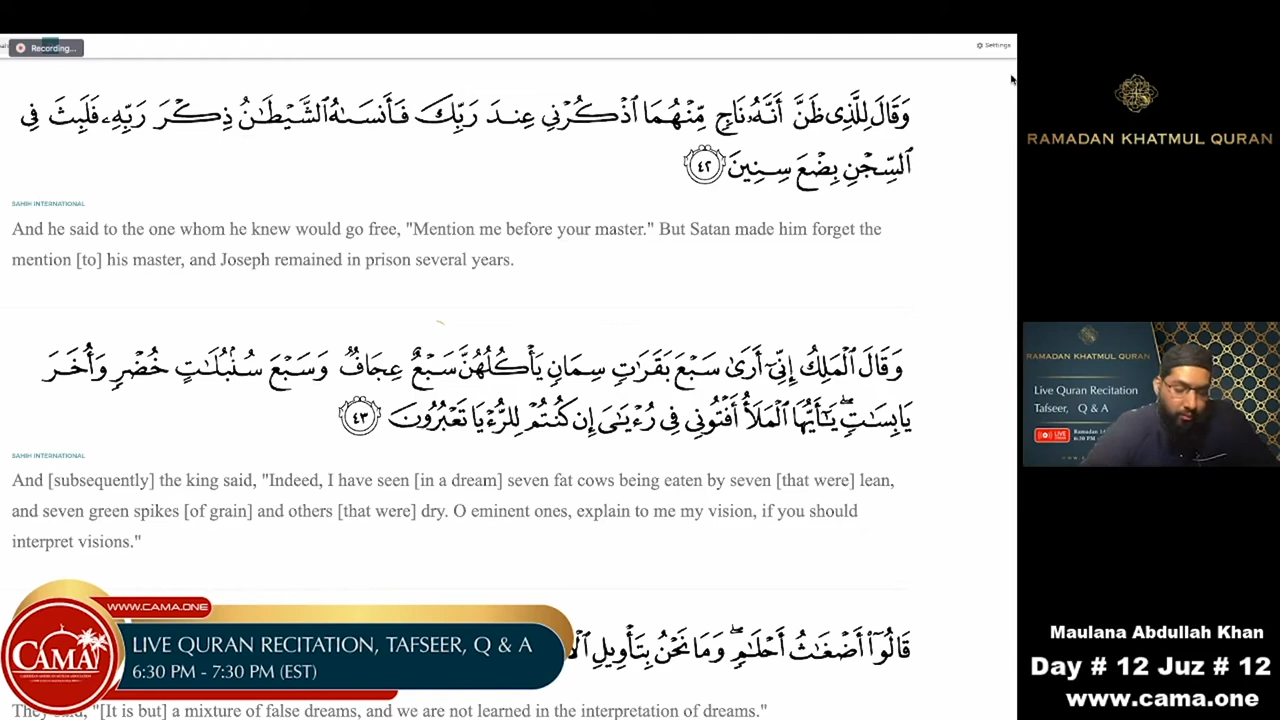 Recording...
Settings
وَقَالَ لِلَّذِى ظَنَّ أَنَّهُۥ نَاجٍ مِّنْهُمَا ٱذْكُرْنِى عِندَ رَبِّكَ فَأَنسَىٰهُ ٱلشَّيْطَـٰنُ ذِكْرَ رَبِّهِۦ فَلَبِثَ فِى
ٱلسِّجْنِ بِضْعَ سِنِينَ ٤٢
SAHIH INTERNATIONAL
And he said to the one whom he knew would go free, "Mention me before your master." But Satan made him forget the
mention [to] his master, and Joseph remained in prison several years.
وَقَالَ ٱلْمَلِكُ إِنِّىٓ أَرَىٰ سَبْعَ بَقَرَٰتٍ سِمَانٍ يَأْكُلُهُنَّ سَبْعٌ عِجَافٌ وَسَبْعَ سُنۢبُلَـٰتٍ خُضْرٍ وَأُخَرَ
يَابِسَـٰتٍ ۖ يَـٰٓأَيُّهَا ٱلْمَلَأُ أَفْتُونِى فِى رُءْيَـٰىَ إِن كُنتُمْ لِلرُّءْيَا تَعْبُرُونَ ٤٣
SAHIH INTERNATIONAL
And [subsequently] the king said, "Indeed, I have seen [in a dream] seven fat cows being eaten by seven [that were] lean,
and seven green spikes [of grain] and others [that were] dry. O eminent ones, explain to me my vision, if you should
interpret visions."
قَالُوٓا۟ أَضْغَـٰثُ أَحْلَـٰمٍ ۖ وَمَا نَحْنُ بِتَأْوِيلِ
They said, "[It is but] a mixture of false dreams, and we are not learned in the interpretation of dreams."
WWW.CAMA.ONE
CAMA
LIVE QURAN RECITATION, TAFSEER, Q & A
6:30 PM - 7:30 PM (EST)
RAMADAN KHATMUL QURAN
RAMADAN KHATMUL QURAN
Live Quran Recitation
Tafseer, Q & A
LIVE
Maulana Abdullah Khan
Day # 12 Juz # 12
www.cama.one